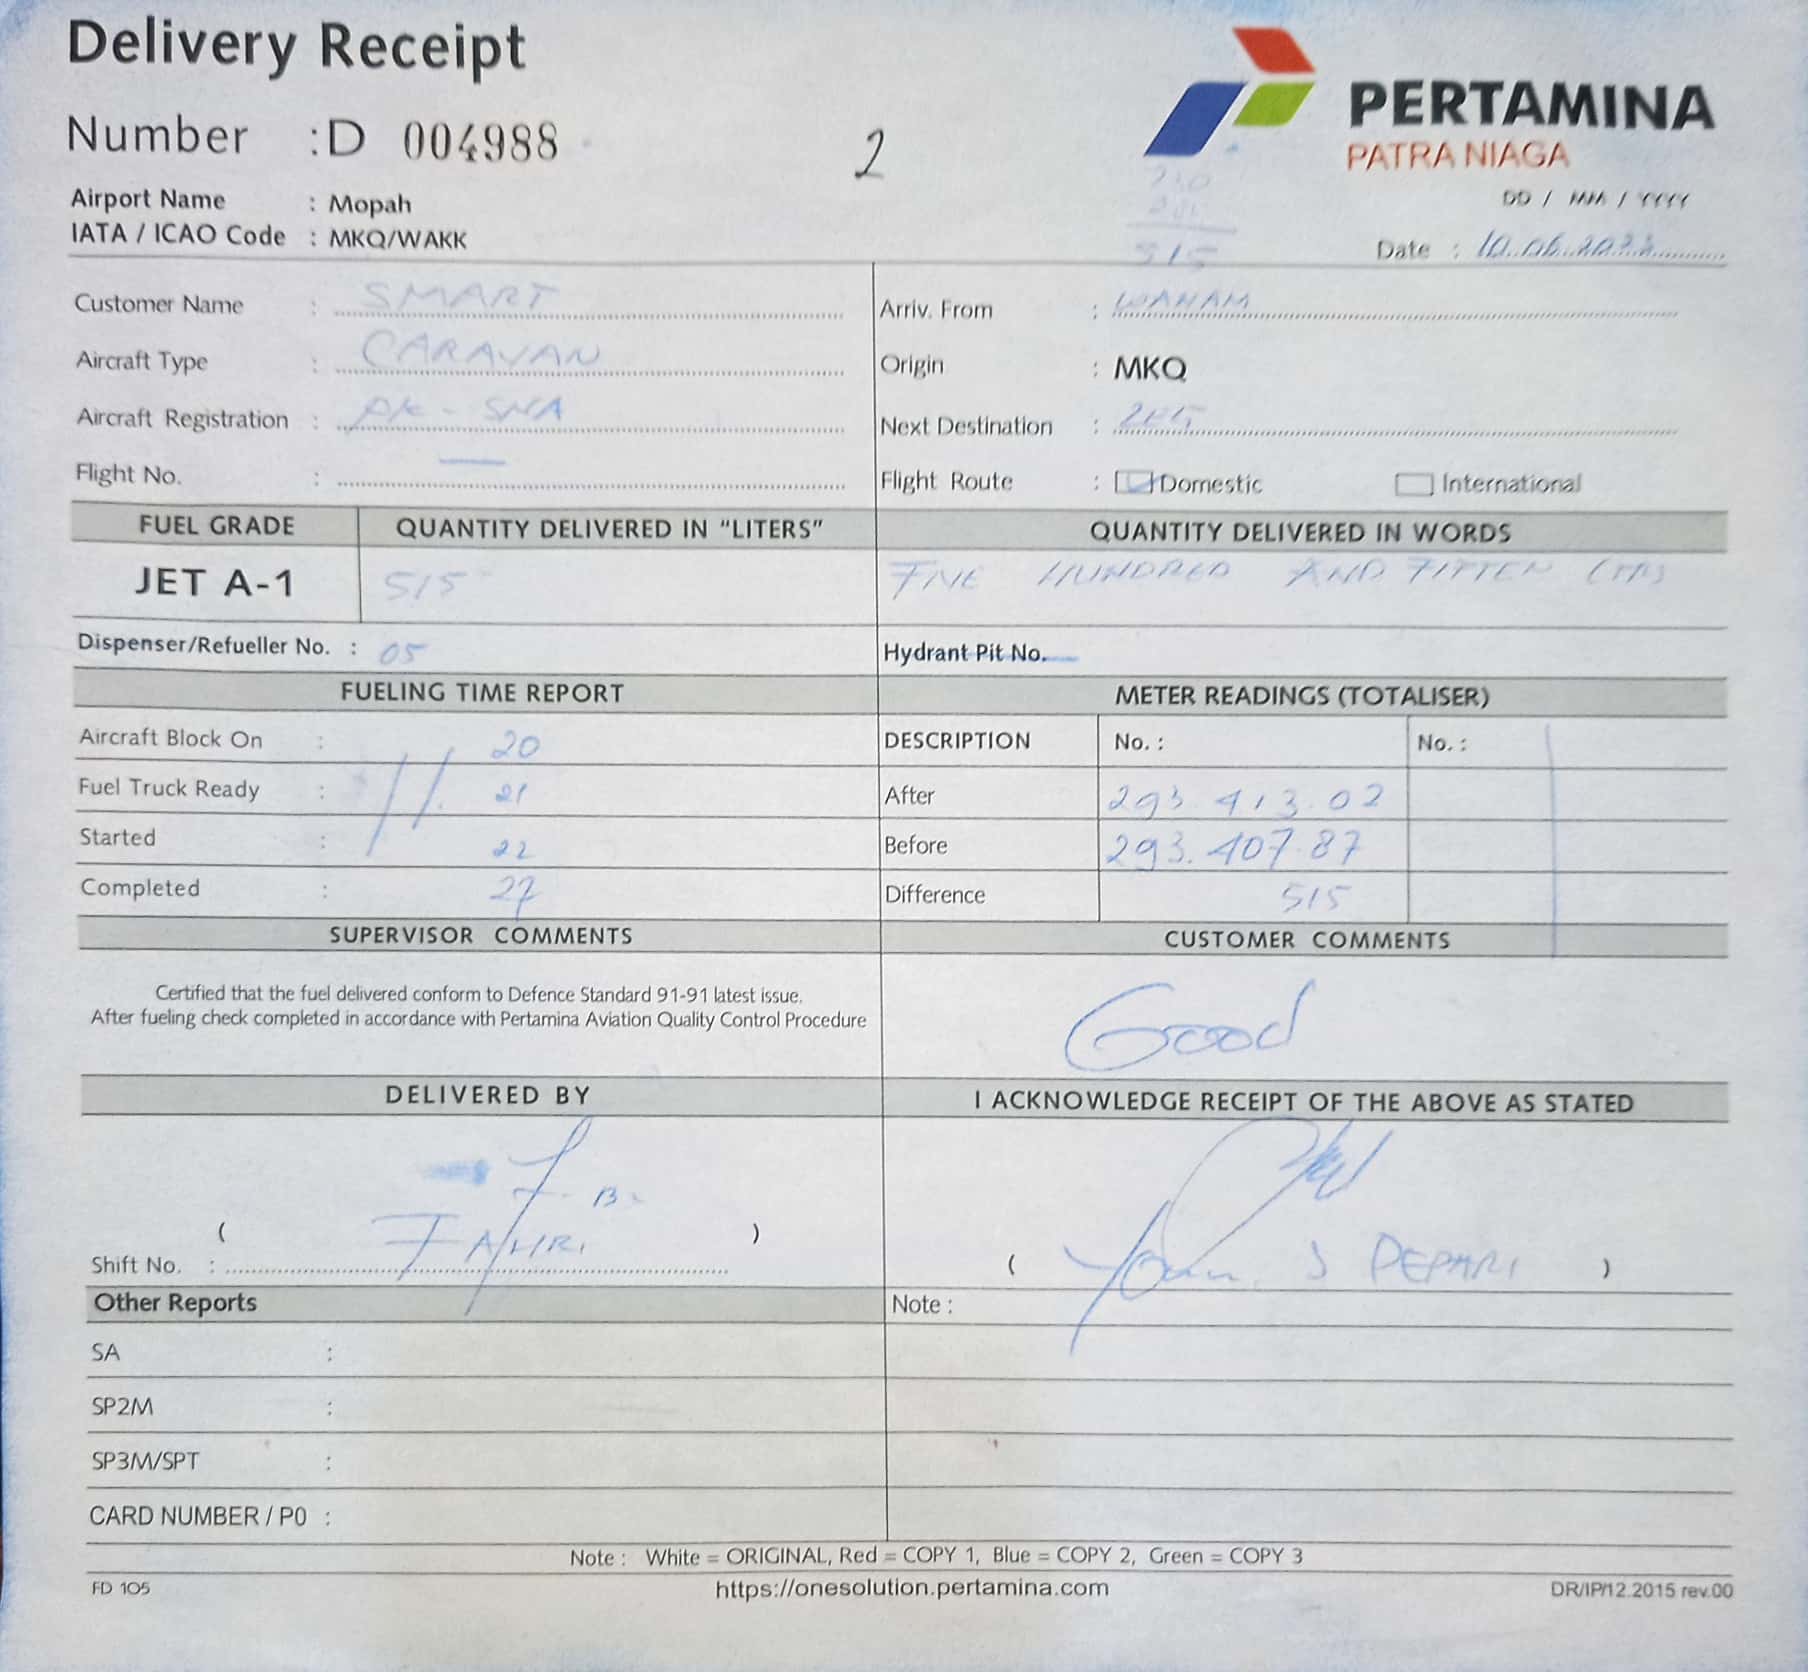 Delivery Receipt
Number : D 004988
2
PERTAMINA
PATRA NIAGA
Airport Name : Mopah
IATA / ICAO Code : MKQ/WAKK
515
DD / MM / YYYY
Date : 10.06.2023
Customer Name : SMART
Arriv. From : WANAM
Aircraft Type : CARAVAN
Origin : MKQ
Aircraft Registration : PK - SNA
Next Destination :
Flight No. : —
Flight Route : Domestic International
FUEL GRADE QUANTITY DELIVERED IN "LITERS" QUANTITY DELIVERED IN WORDS
JET A-1 515 FIVE HUNDRED AND FIFTEN
Dispenser/Refueller No. : 05 Hydrant Pit No.
FUELING TIME REPORT METER READINGS (TOTALISER)
Aircraft Block On : 20 DESCRIPTION No. : No. :
Fuel Truck Ready : 11. 21 After 293.413.02
Started : 22 Before 293.407.87
Completed : 27 Difference 515
SUPERVISOR COMMENTS CUSTOMER COMMENTS
Certified that the fuel delivered conform to Defence Standard 91-91 latest issue.
After fueling check completed in accordance with Pertamina Aviation Quality Control Procedure
Good
DELIVERED BY I ACKNOWLEDGE RECEIPT OF THE ABOVE AS STATED
( FAHRI )
Shift No. :
( J DEPARI )
Other Reports Note :
SA :
SP2M :
SP3M/SPT :
CARD NUMBER / P0 :
Note : White = ORIGINAL, Red = COPY 1, Blue = COPY 2, Green = COPY 3
FD 105 https://onesolution.pertamina.com DR/IP/12.2015 rev.00